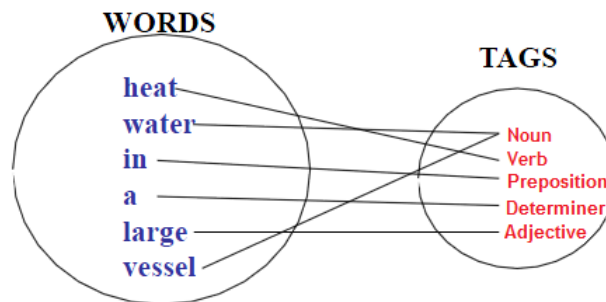 WORDS
heat
water
in
a
large
vessel
TAGS
Noun
Verb
Preposition
Determiner
Adjective